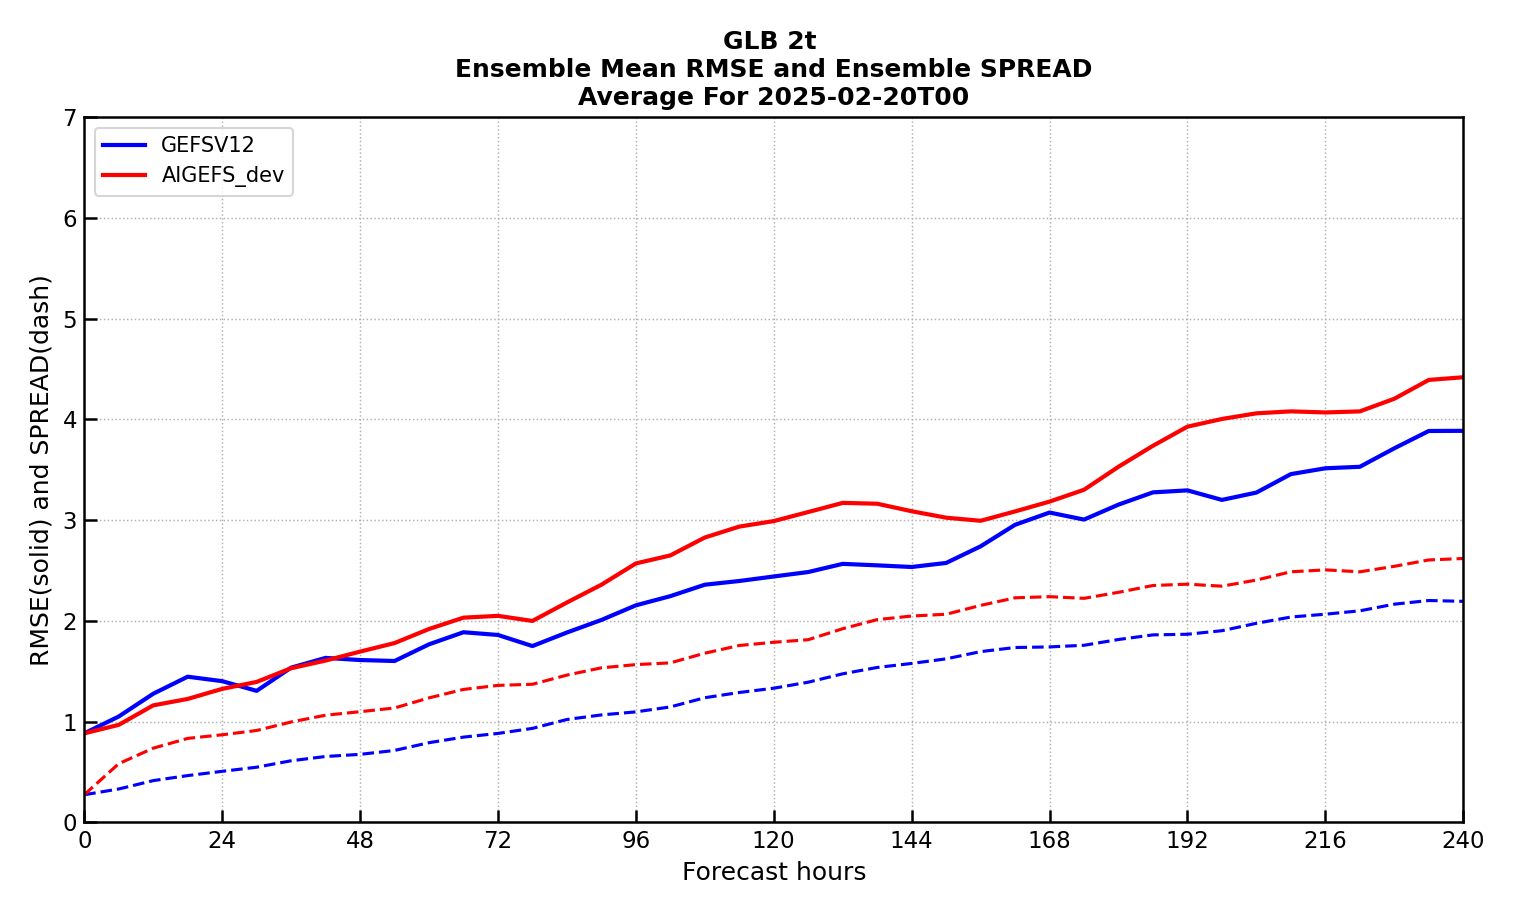 GLB 2t
Ensemble Mean RMSE and Ensemble SPREAD
Average For 2025-02-20T00
GEFSV12
AIGEFS_dev
RMSE(solid) and SPREAD(dash)
7
6
5
4
3
2
1
0
0 24 48 72 96 120 144 168 192 216 240
Forecast hours